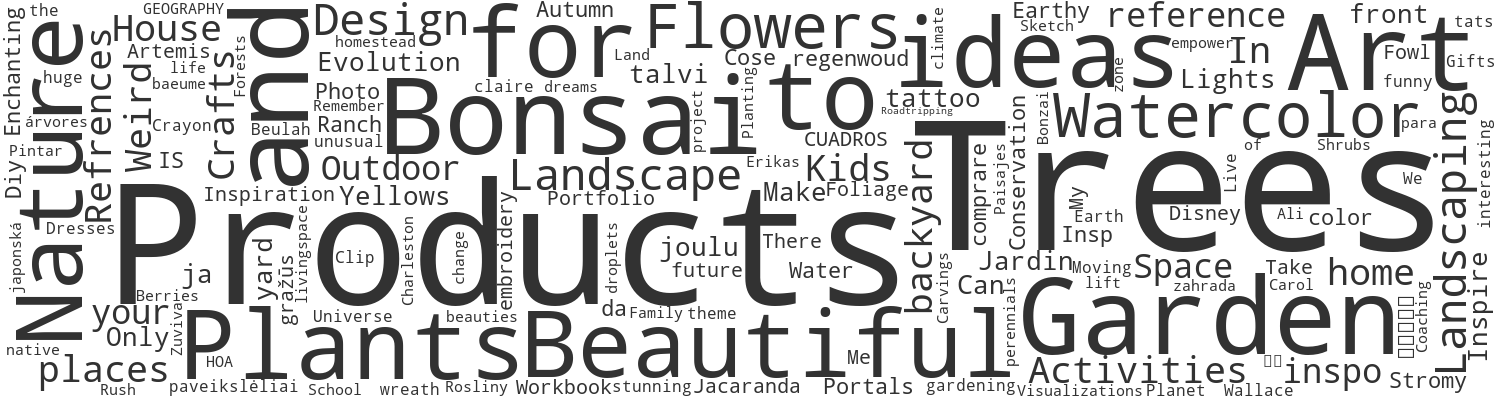 the
GEOGRAPHY
Autumn
Earthy
reference
front
tats
House
Design
for
Flowers
climate
ideas
Sketch
empower
In
Art
Fowl
Gifts
Enchanting
huge
Nature
Refrences
Artemis
life
baeume
Weird
Crafts
Forests
and
homestead
Evolution
Land
talvi
Cose
regenwoud
zone
Lights
funny
árvores
Crayon
Photo
Remember
Ranch
unusual
claire
dreams
Bonsai
project
Planting
to
tattoo
Roadtripping
Watercolor
para
Pintar
IS
Beulah
CUADROS
Bonzai
of
Shrubs
Diy
Outdoor
Landscape
Erikas
Kids
Trees
Conservation
Paisajes
comprare
Live
We
interesting
Inspiration
Yellows
Portfolio
Make
Foliage
backyard
My
Earth
Disney
Ali
color
Landscaping
japonská
Dresses
Products
yard
gražūs
livingspace
Clip
Charleston
change
embroidery
droplets
joulu
future
There
Water
Insp
ja
Jardin
Moving
lift
Space
Take
home
Inspire
Berries
your
Only
Zuvival
Universe
beauties
da
Family
theme
Carvings
Can
perennials
zahrada
Carol
Garden
Coaching
native
places
HOA
Plants
Beautiful
Me
Activities
inspo
Stromy
Rush
paveikslėliai
School
wreath
Rosliny
Workbook
stunning
Jacaranda
Portals
gardening
Visualizations
Planet
Wallace